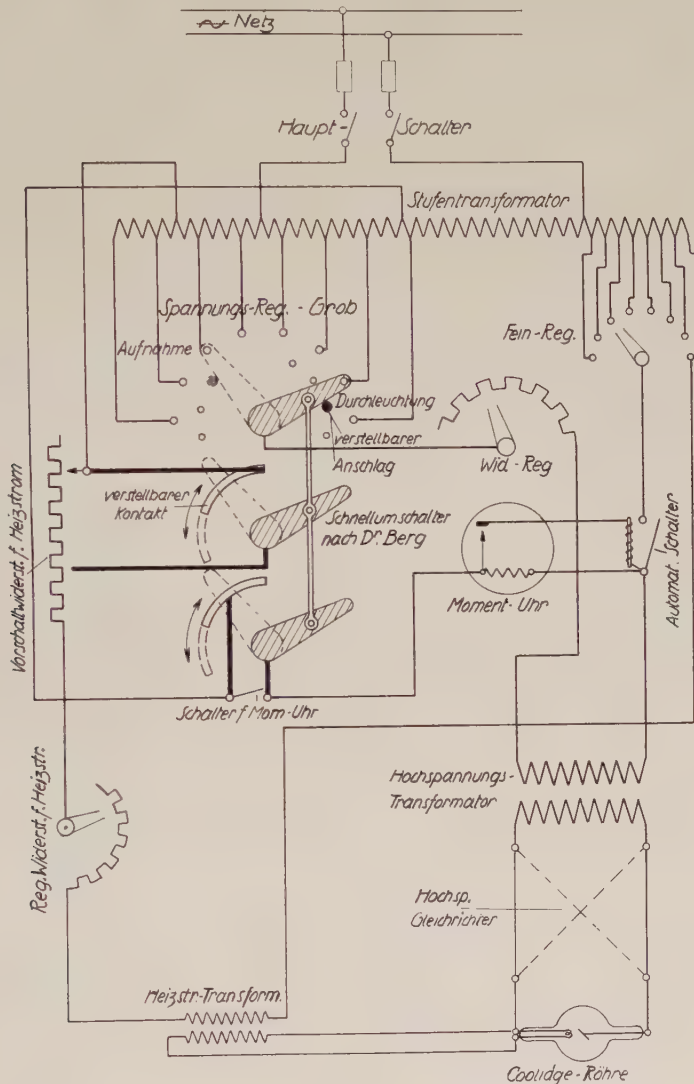 Netz
Haupt- Schalter
Stufentransformator
Spannungs-Reg. - Grob
Fein-Reg.
Aufnahme
Durchleuchtung
verstellbarer
Anschlag
Wid.-Reg
verstellbarer
Kontakt
Schnellumschalter
nach Dr. Berg
Vorschaltwiderst. f. Heizstrom
Moment-Uhr
Automat. Schalter
Schalter f Mom-Uhr
Hochspannungs-
Transformator
Reg. Widerst. f. Heizstr.
Hochsp.
Gleichrichter
Heizstr.-Transform.
Coolidge-Röhre